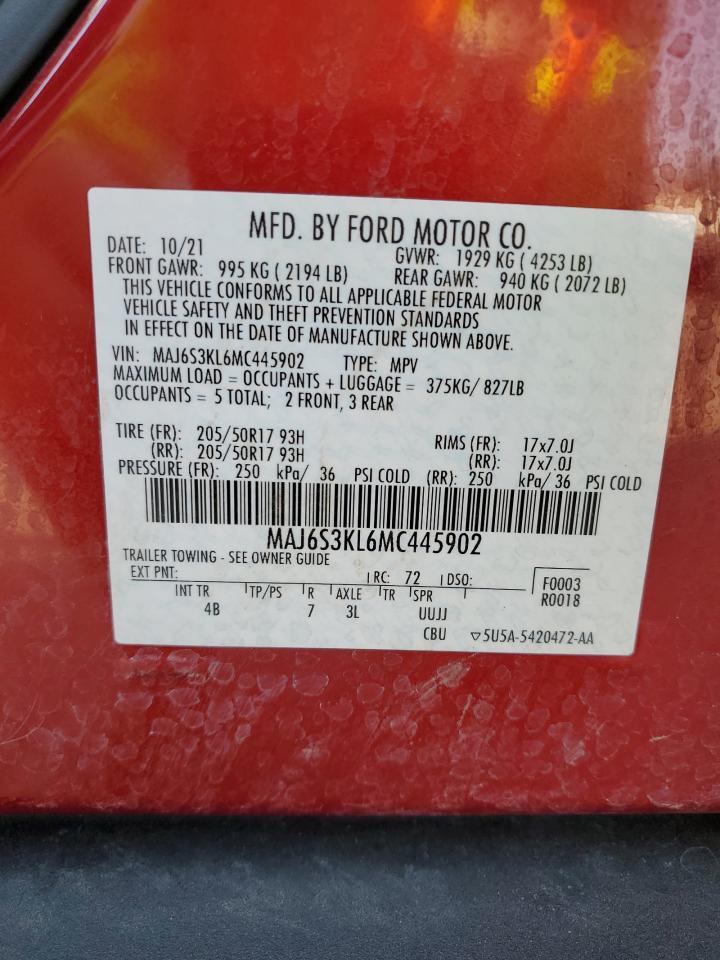 MFD. BY FORD MOTOR CO.
DATE: 10/21 GVWR: 1929 KG ( 4253 LB)
FRONT GAWR: 995 KG ( 2194 LB) REAR GAWR: 940 KG ( 2072 LB)
THIS VEHICLE CONFORMS TO ALL APPLICABLE FEDERAL MOTOR
VEHICLE SAFETY AND THEFT PREVENTION STANDARDS
IN EFFECT ON THE DATE OF MANUFACTURE SHOWN ABOVE.
VIN: MAJ6S3KL6MC445902 TYPE: MPV
MAXIMUM LOAD = OCCUPANTS + LUGGAGE = 375KG/ 827LB
OCCUPANTS = 5 TOTAL; 2 FRONT, 3 REAR
TIRE (FR): 205/50R17 93H RIMS (FR): 17x7.0J
(RR): 205/50R17 93H (RR): 17x7.0J
PRESSURE (FR): 250 kPa/ 36 PSI COLD (RR): 250 kPa/ 36 PSI COLD
MAJ6S3KL6MC445902
TRAILER TOWING - SEE OWNER GUIDE
EXT PNT: RC: 72 DSO: F0003
R0018
INT TR TP/PS R AXLE TR SPR
4B 7 3L UUJJ
CBU ▽5U5A-5420472-AA